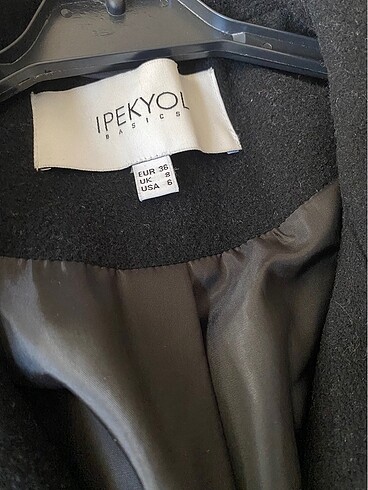 IPEKYOL
BASICS
EUR 36
UK 8
USA 6